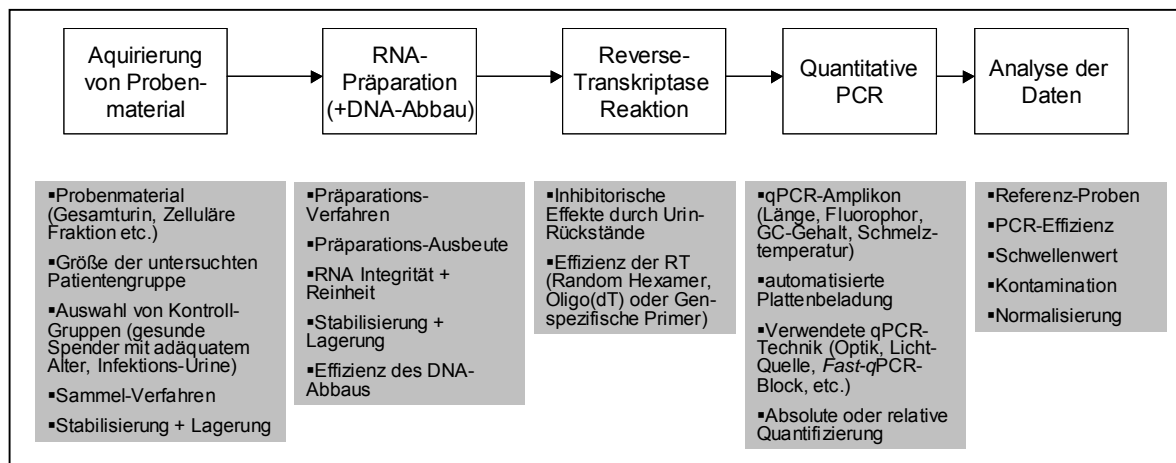 Aquirierung
von Proben-
material
RNA-
Präparation
(+DNA-Abbau)
Reverse-
Transkriptase
Reaktion
Quantitative
PCR
Analyse der
Daten
▪Probenmaterial
(Gesamturin, Zelluläre
Fraktion etc.)
▪Größe der untersuchten
Patientengruppe
▪Auswahl von Kontroll-
Gruppen (gesunde
Spender mit adäquatem
Alter, Infektions-Urine)
▪Sammel-Verfahren
▪Stabilisierung + Lagerung
▪Präparations-
Verfahren
▪Präparations-Ausbeute
▪RNA Integrität +
Reinheit
▪Stabilisierung +
Lagerung
▪Effizienz des DNA-
Abbaus
▪Inhibitorische
Effekte durch Urin-
Rückstände
▪Effizienz der RT
(Random Hexamer,
Oligo(dT) oder Gen-
spezifische Primer)
▪qPCR-Amplikon
(Länge, Fluorophor,
GC-Gehalt, Schmelz-
temperatur)
▪automatisierte
Plattenbeladung
▪Verwendete qPCR-
Technik (Optik, Licht-
Quelle, Fast-qPCR-
Block, etc.)
▪Absolute oder relative
Quantifizierung
▪Referenz-Proben
▪PCR-Effizienz
▪Schwellenwert
▪Kontamination
▪Normalisierung